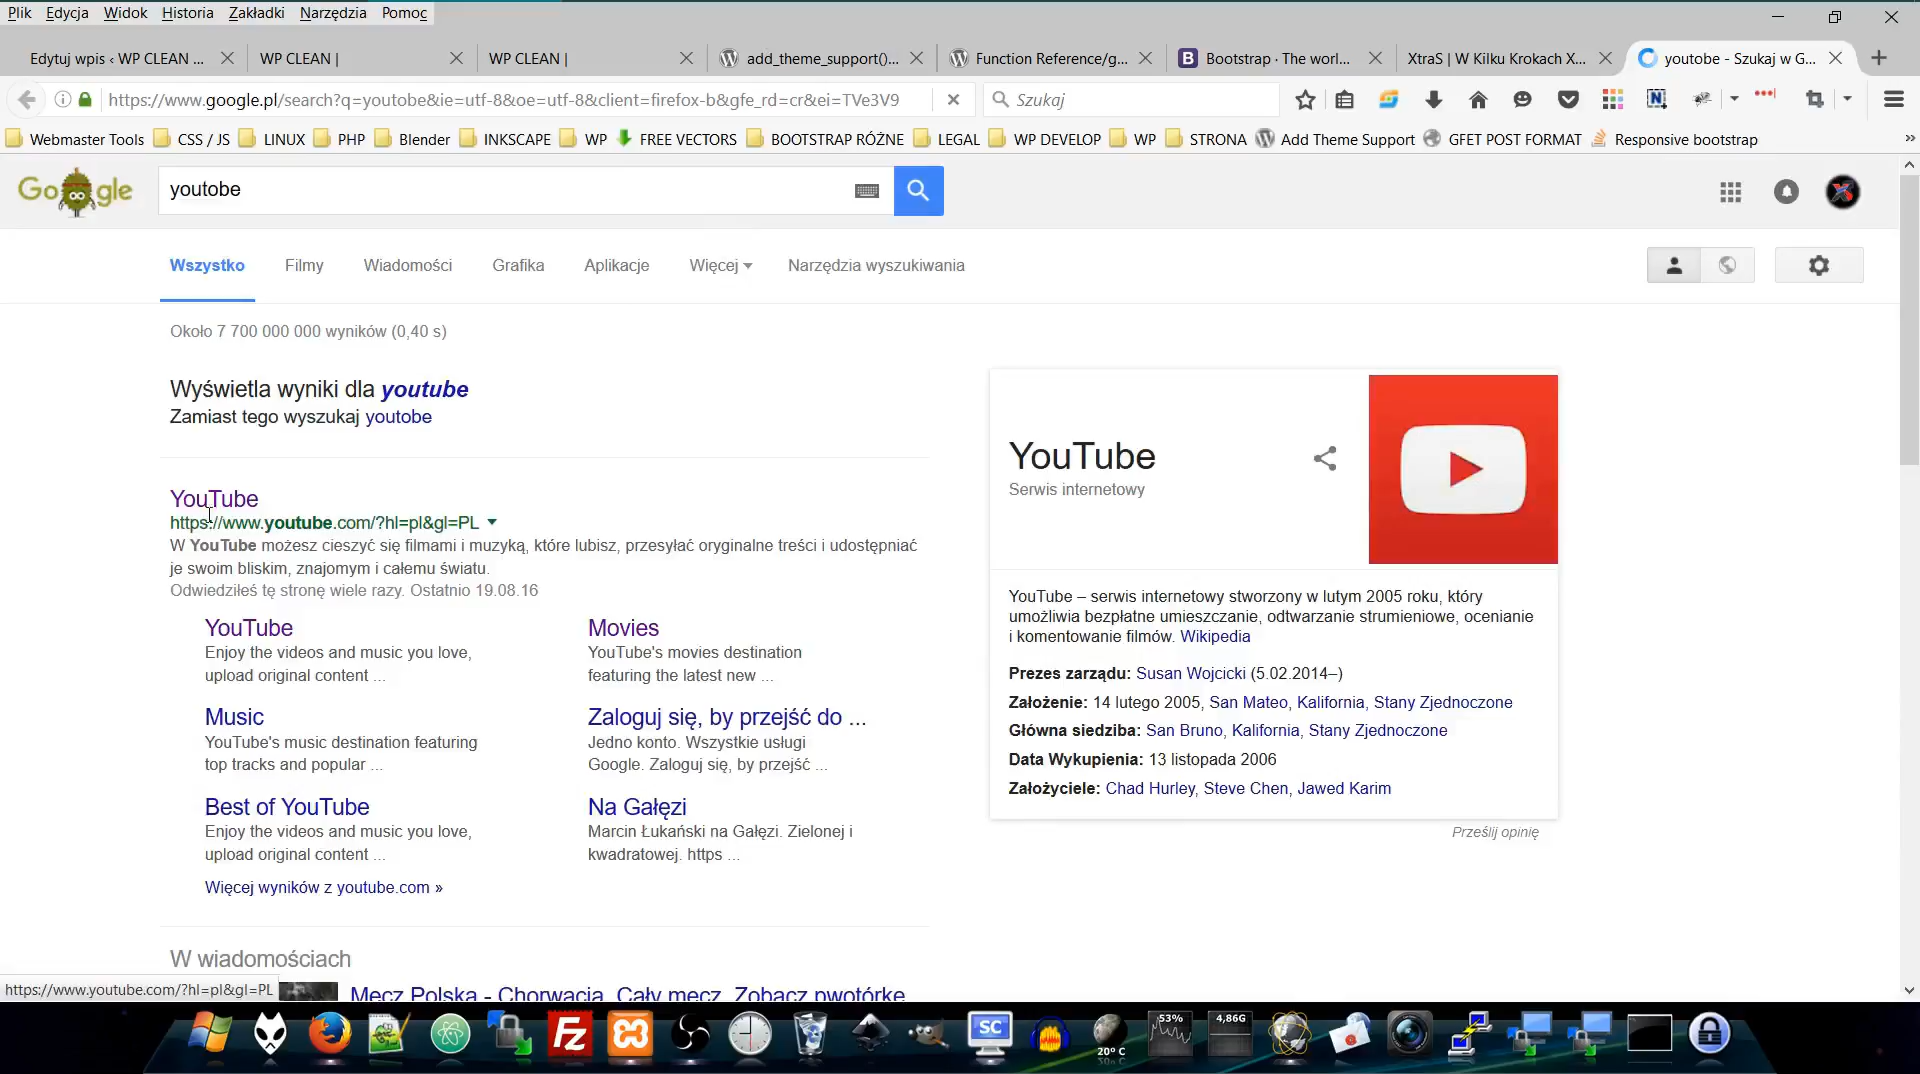 Plik Edycja Widok Historia Zakładki Narzędzia Pomoc
Edytuj wpis ‹ WP CLEAN ... WP CLEAN | WP CLEAN | add_theme_support()... Function Reference/g... Bootstrap · The worl... XtraS | W Kilku Krokach X... youtobe - Szukaj w G...
https://www.google.pl/search?q=youtobe&ie=utf-8&oe=utf-8&client=firefox-b&gfe_rd=cr&ei=TVe3V9 Szukaj
Webmaster Tools CSS / JS LINUX PHP Blender INKSCAPE WP FREE VECTORS BOOTSTRAP RÓŻNE LEGAL WP DEVELOP WP STRONA Add Theme Support GFET POST FORMAT Responsive bootstrap »
Google youtobe
Wszystko Filmy Wiadomości Grafika Aplikacje Więcej Narzędzia wyszukiwania
Około 7 700 000 000 wyników (0,40 s)
Wyświetla wyniki dla youtube
Zamiast tego wyszukaj youtobe
YouTube
https://www.youtube.com/?hl=pl&gl=PL
W YouTube możesz cieszyć się filmami i muzyką, które lubisz, przesyłać oryginalne treści i udostępniać
je swoim bliskim, znajomym i całemu światu.
Odwiedziłeś tę stronę wiele razy. Ostatnio 19.08.16
YouTube
Enjoy the videos and music you love,
upload original content ...
Movies
YouTube's movies destination
featuring the latest new ...
Music
YouTube's music destination featuring
top tracks and popular ...
Zaloguj się, by przejść do ...
Jedno konto. Wszystkie usługi
Google. Zaloguj się, by przejść ...
Best of YouTube
Enjoy the videos and music you love,
upload original content ...
Na Gałęzi
Marcin Łukański na Gałęzi. Zielonej i
kwadratowej. https ...
Więcej wyników z youtube.com »
W wiadomościach
Mecz Polska - Chorwacja. Cały mecz. Zobacz pwotórkę
YouTube
Serwis internetowy
YouTube – serwis internetowy stworzony w lutym 2005 roku, który
umożliwia bezpłatne umieszczanie, odtwarzanie strumieniowe, ocenianie
i komentowanie filmów. Wikipedia
Prezes zarządu: Susan Wojcicki (5.02.2014–)
Założenie: 14 lutego 2005, San Mateo, Kalifornia, Stany Zjednoczone
Główna siedziba: San Bruno, Kalifornia, Stany Zjednoczone
Data Wykupienia: 13 listopada 2006
Założyciele: Chad Hurley, Steve Chen, Jawed Karim
Prześlij opinię
https://www.youtube.com/?hl=pl&gl=PL
Fz SC 20° C 53% 4,86G